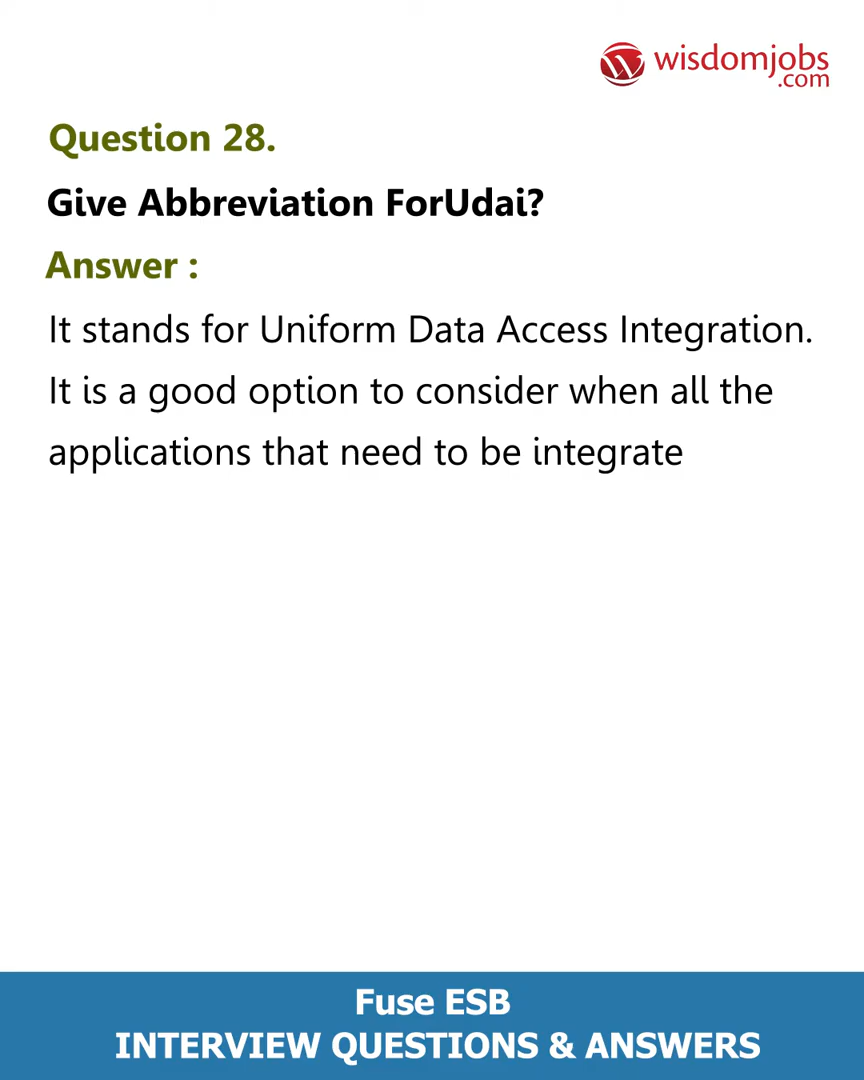 wisdomjobs
.com
Question 28.
Give Abbreviation ForUdai?
Answer :
It stands for Uniform Data Access Integration.
It is a good option to consider when all the
applications that need to be integrate
Fuse ESB
INTERVIEW QUESTIONS & ANSWERS